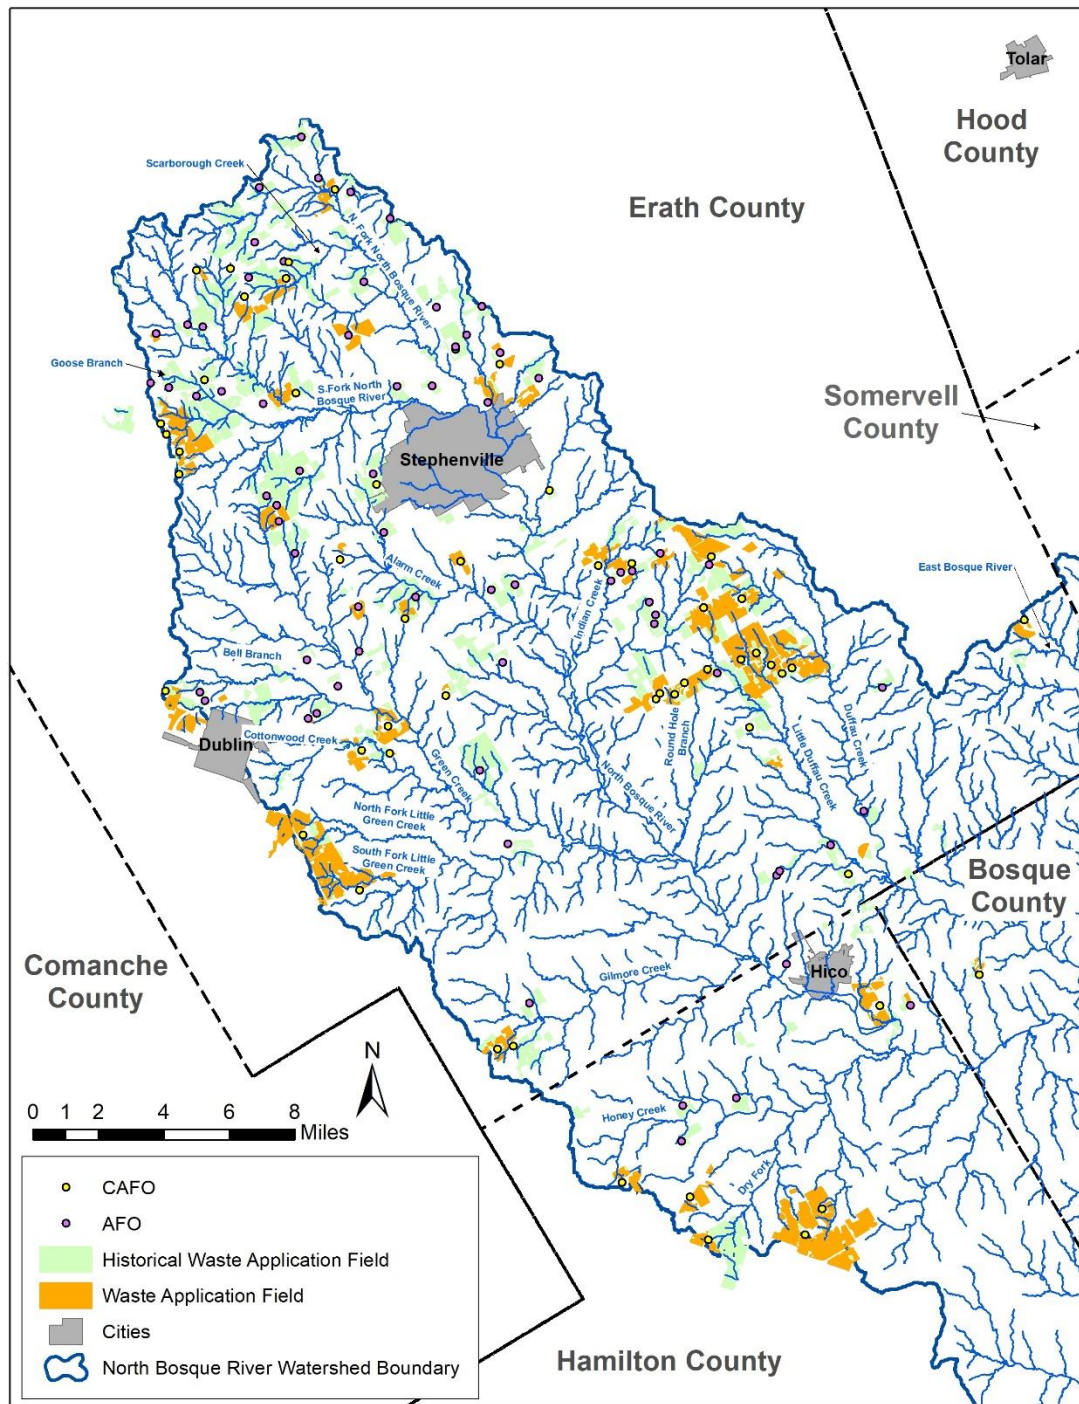 Tolar
Hood
County
Scarborough Creek
Erath County
N. Fork North Bosque River
Goose Branch
S.Fork North
Bosque River
Somervell
County
Stephenville
East Bosque River
Alarm Creek
Indian Creek
Bell Branch
Duffau Creek
Round Hole
Branch
Little Duffau Creek
Dublin
Cottonwood Creek
Green Creek
North Bosque River
North Fork Little
Green Creek
South Fork Little
Green Creek
Bosque
County
Comanche
County
Gilmore Creek
Hico
N
Honey Creek
0 1 2 4 6 8
Miles
Dry Fork
CAFO
AFO
Historical Waste Application Field
Waste Application Field
Cities
North Bosque River Watershed Boundary
Hamilton County